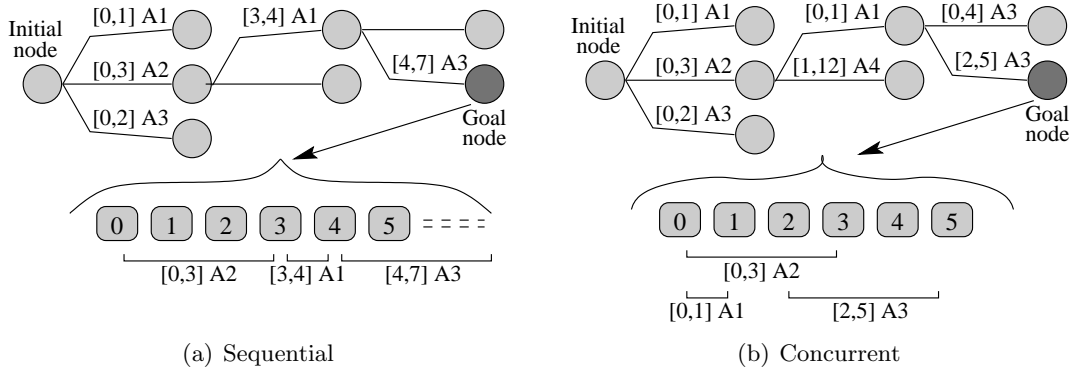 [0,1] A1
[3,4] A1
Initial
node
[0,3] A2
[4,7] A3
[0,2] A3
Goal
node
0 1 2 3 4 5
[0,3] A2 [3,4] A1 [4,7] A3
(a) Sequential
[0,1] A1
[0,1] A1
[0,4] A3
Initial
node
[0,3] A2
[1,12] A4
[2,5] A3
[0,2] A3
Goal
node
0 1 2 3 4 5
[0,3] A2
[0,1] A1
[2,5] A3
(b) Concurrent